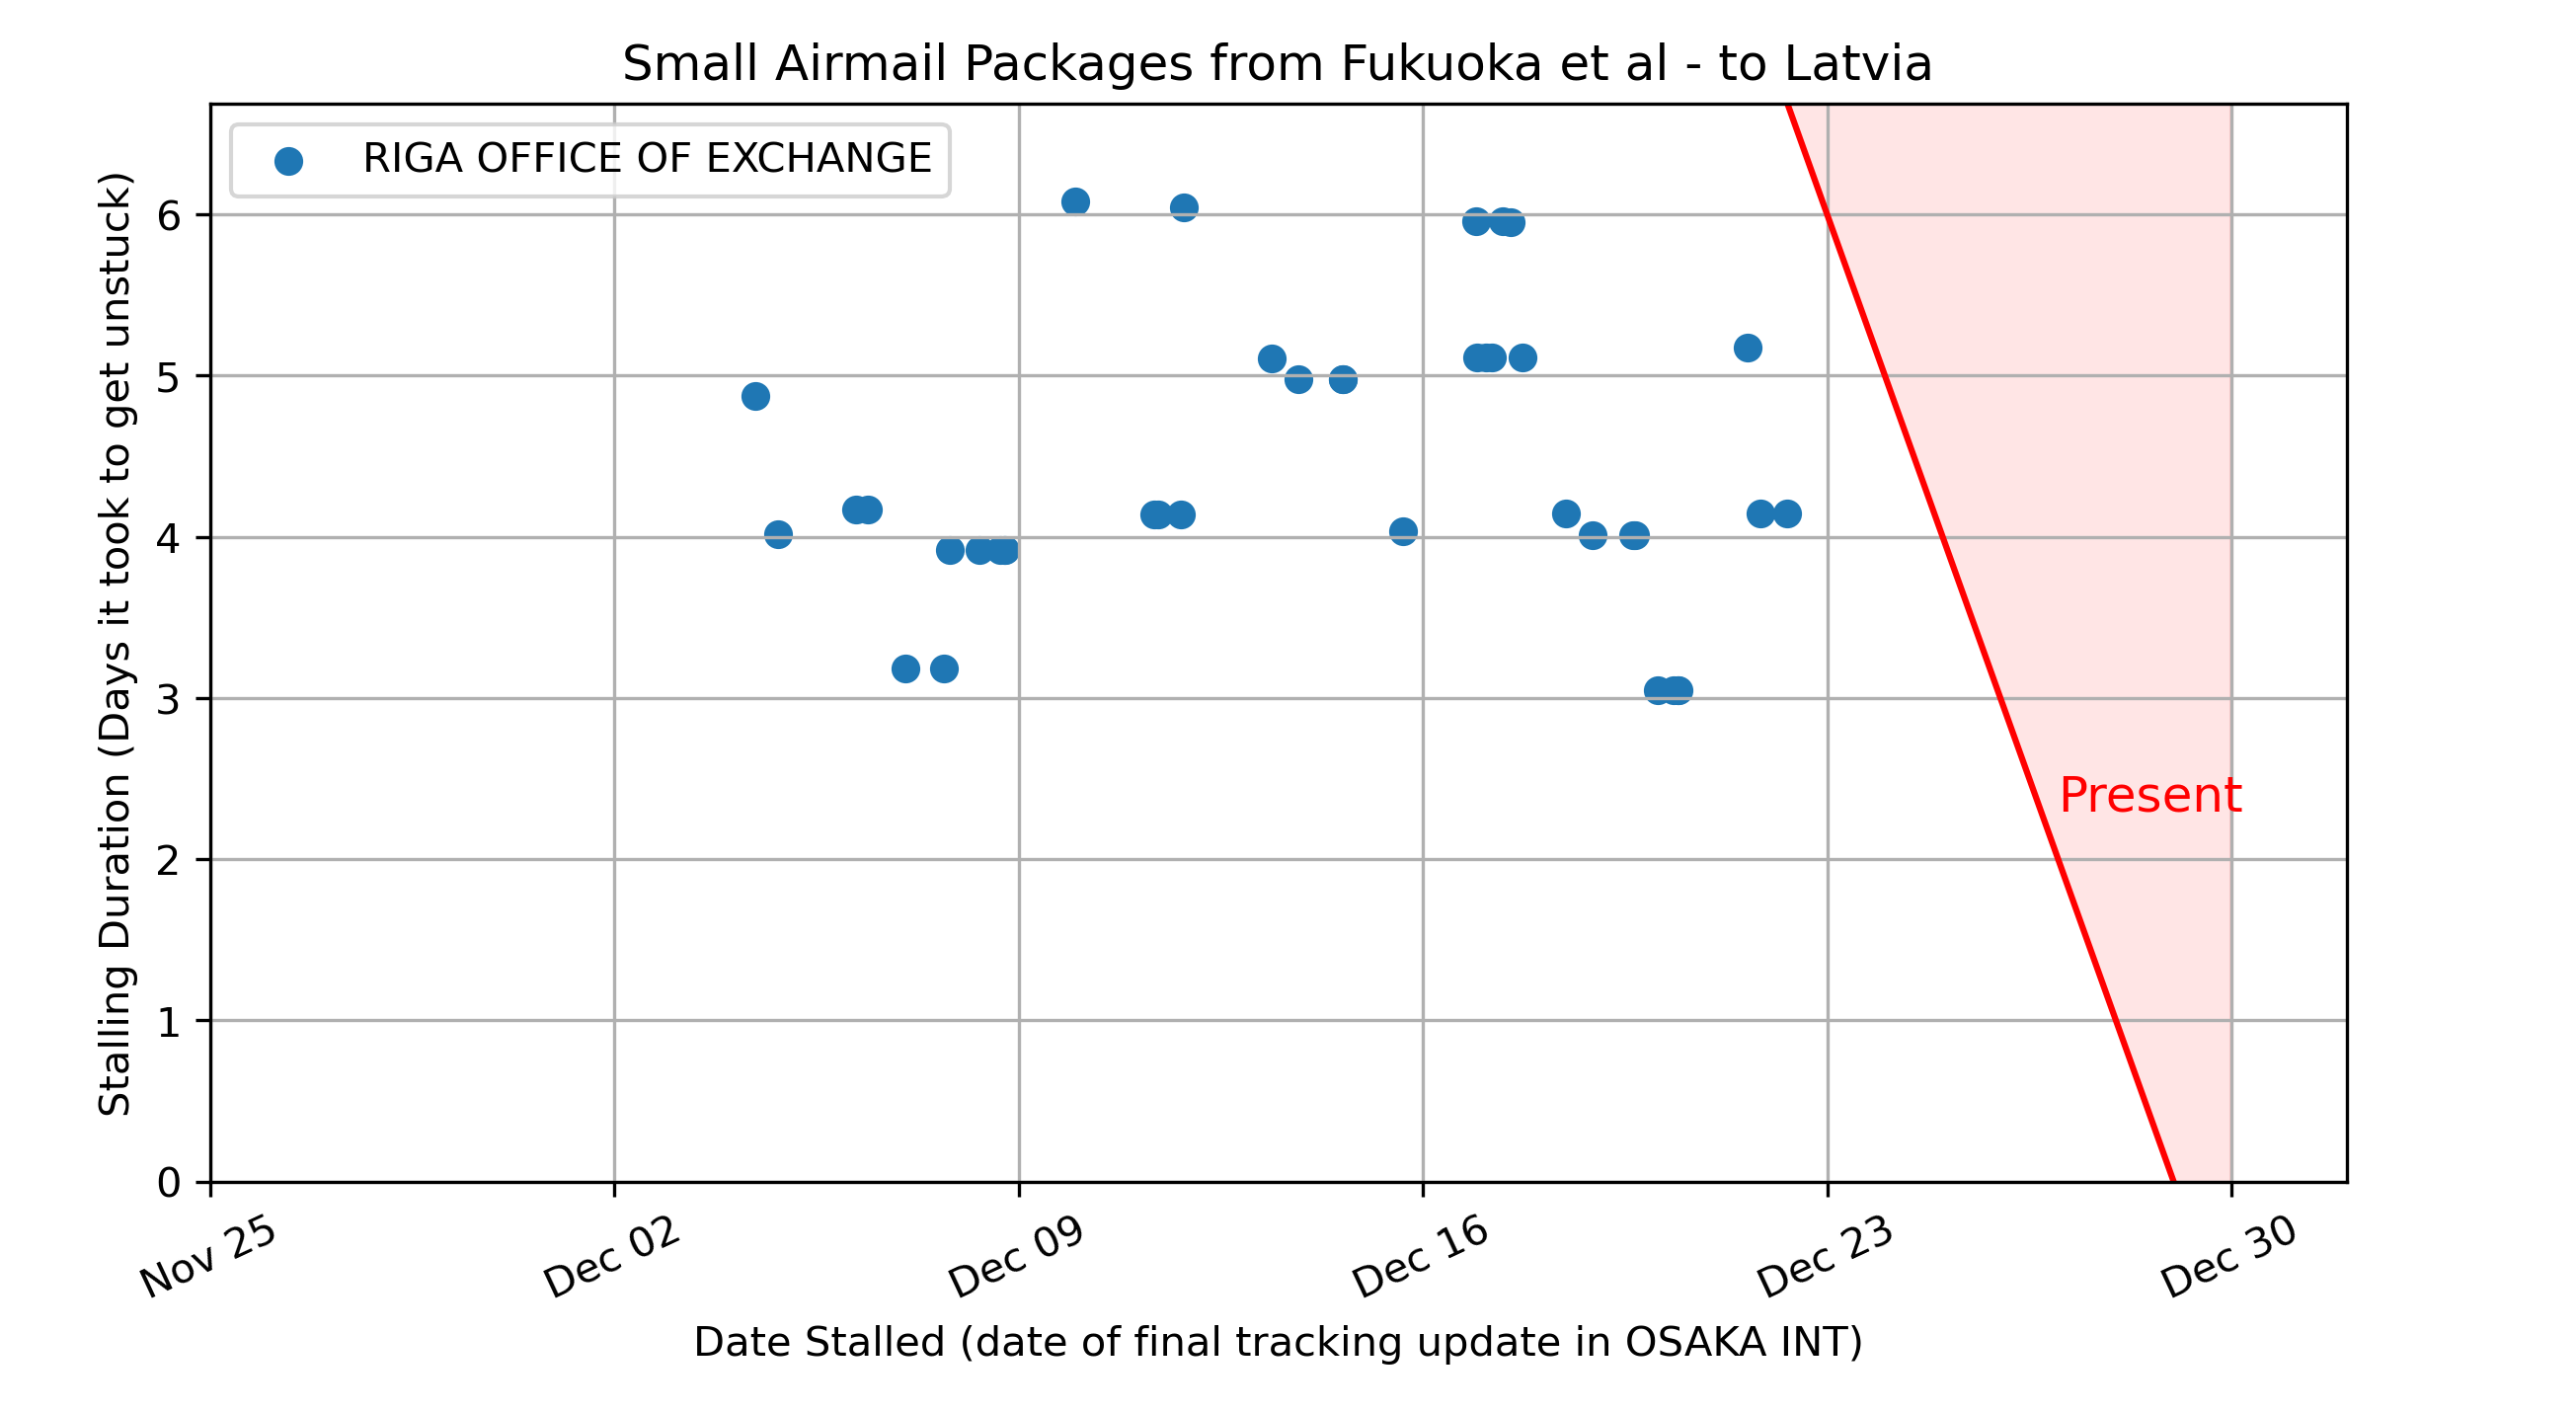 Small Airmail Packages from Fukuoka et al - to Latvia
RIGA OFFICE OF EXCHANGE
Stalling Duration (Days it took to get unstuck)
6
5
4
3
2
1
0
Present
Nov 25
Dec 02
Dec 09
Dec 16
Dec 23
Dec 30
Date Stalled (date of final tracking update in OSAKA INT)